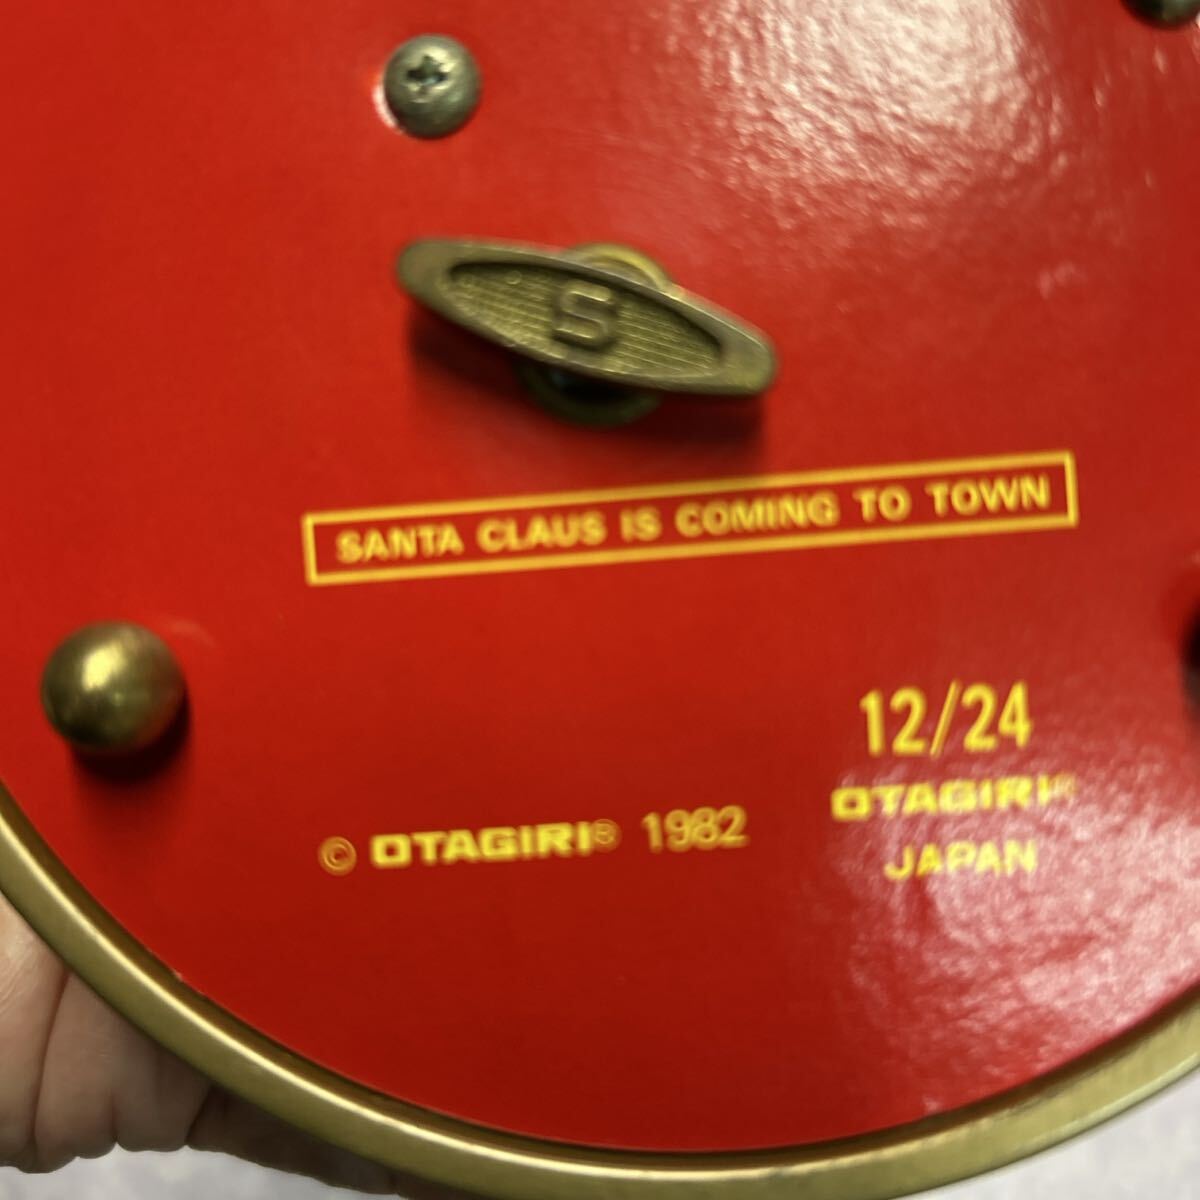 S
SANTA CLAUS IS COMING TO TOWN
12/24
OTAGIRI®
JAPAN
© OTAGIRI® 1982